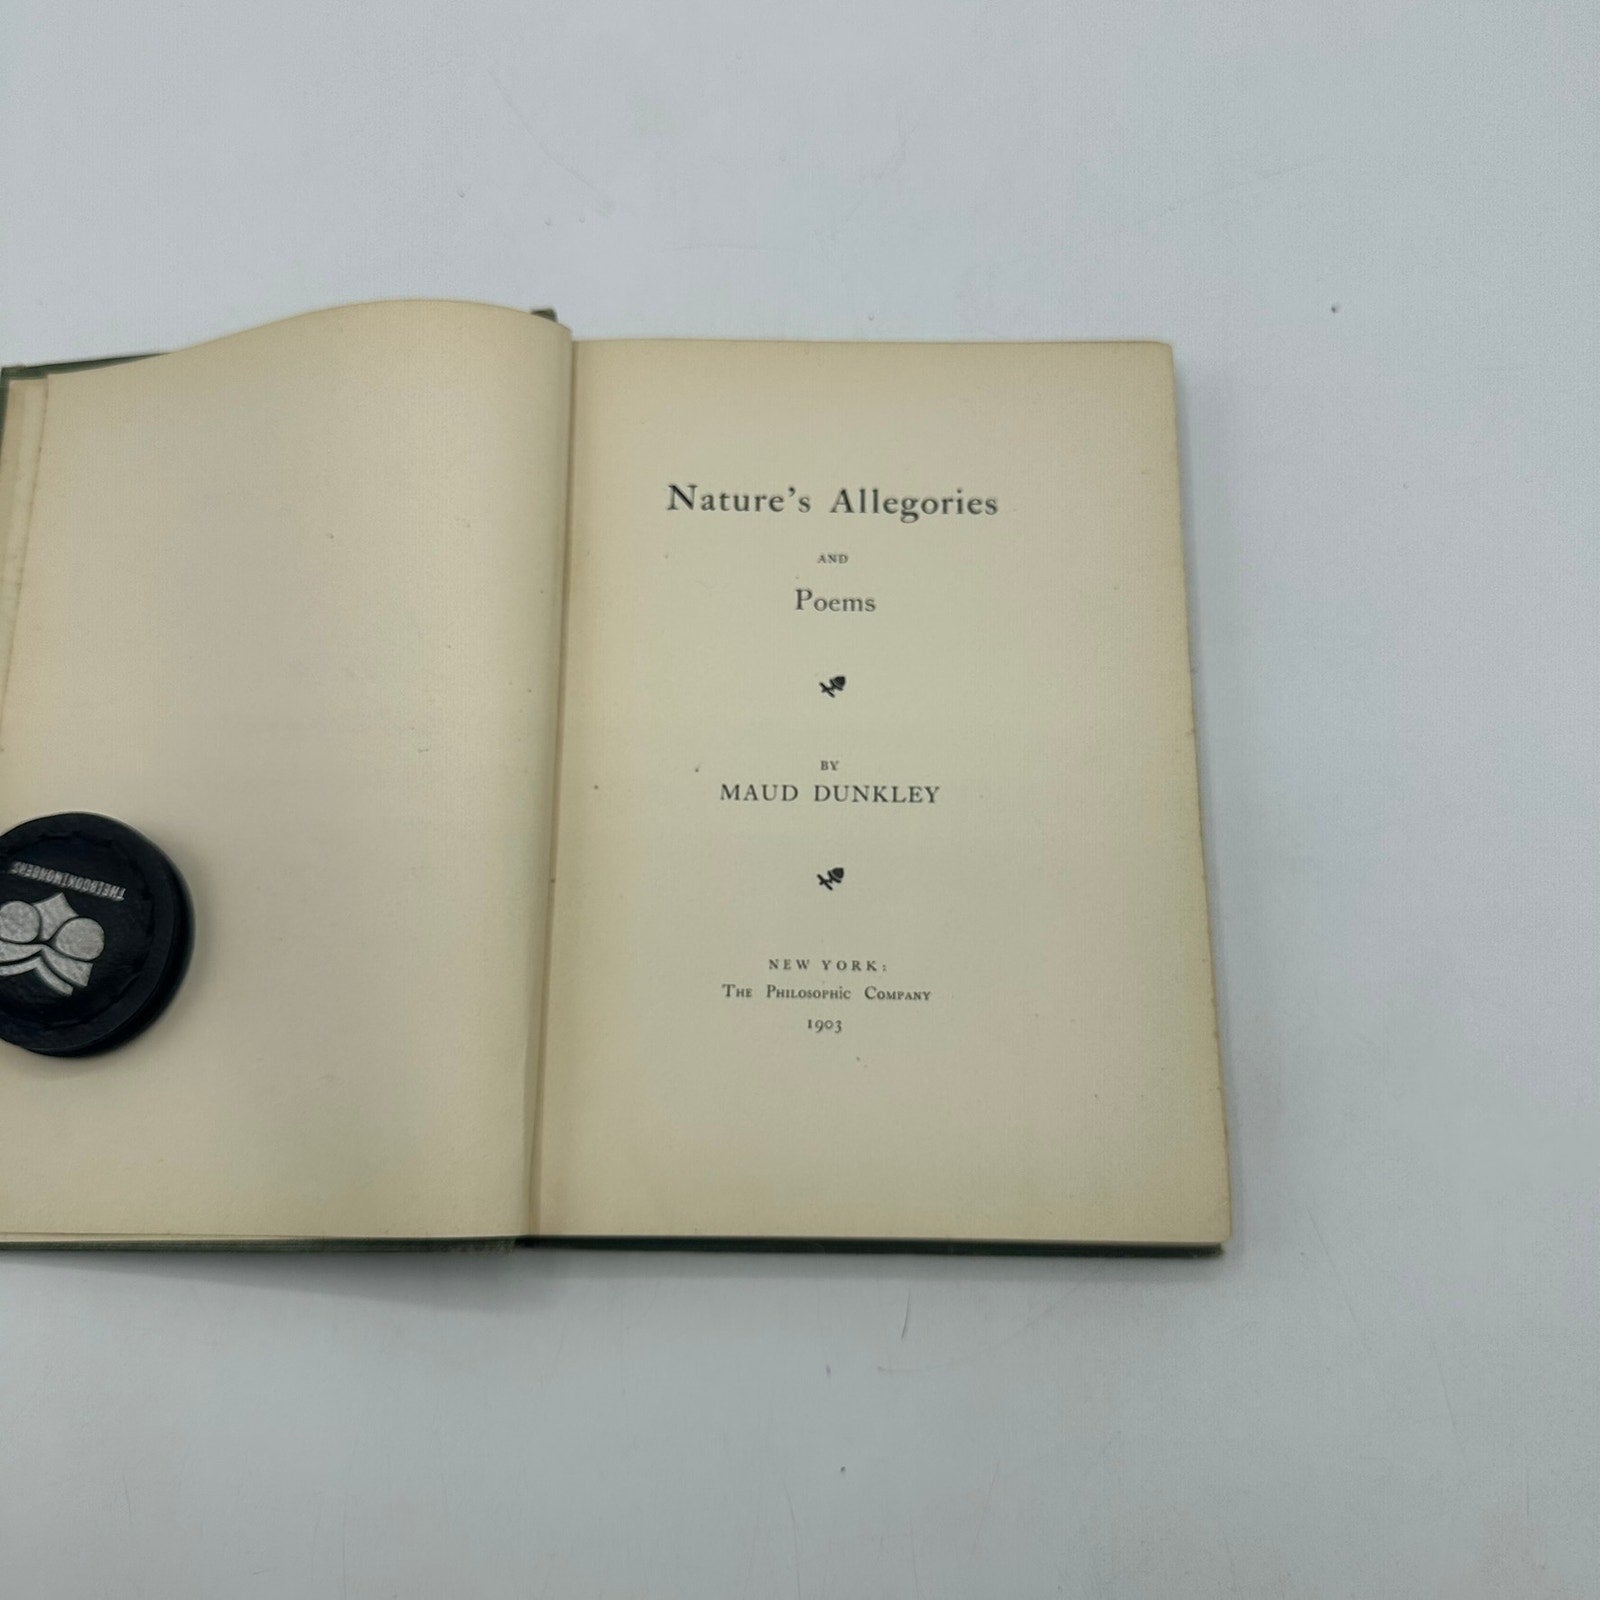 Nature's Allegories
AND
Poems
BY
MAUD DUNKLEY
NEW YORK:
THE PHILOSOPHIC COMPANY
1903